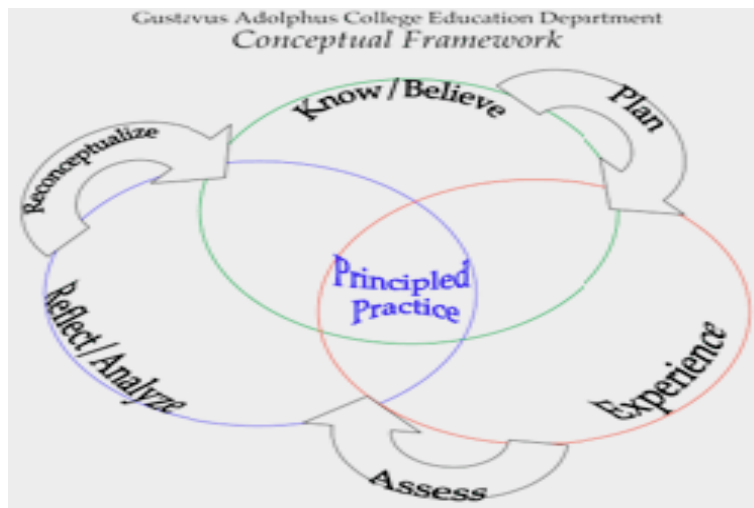 Gustavus Adolphus College Education Department
Conceptual Framework
Know / Believe
Plan
Reconceptualize
Principled
Practice
Reflect / Analyze
Experience
Assess